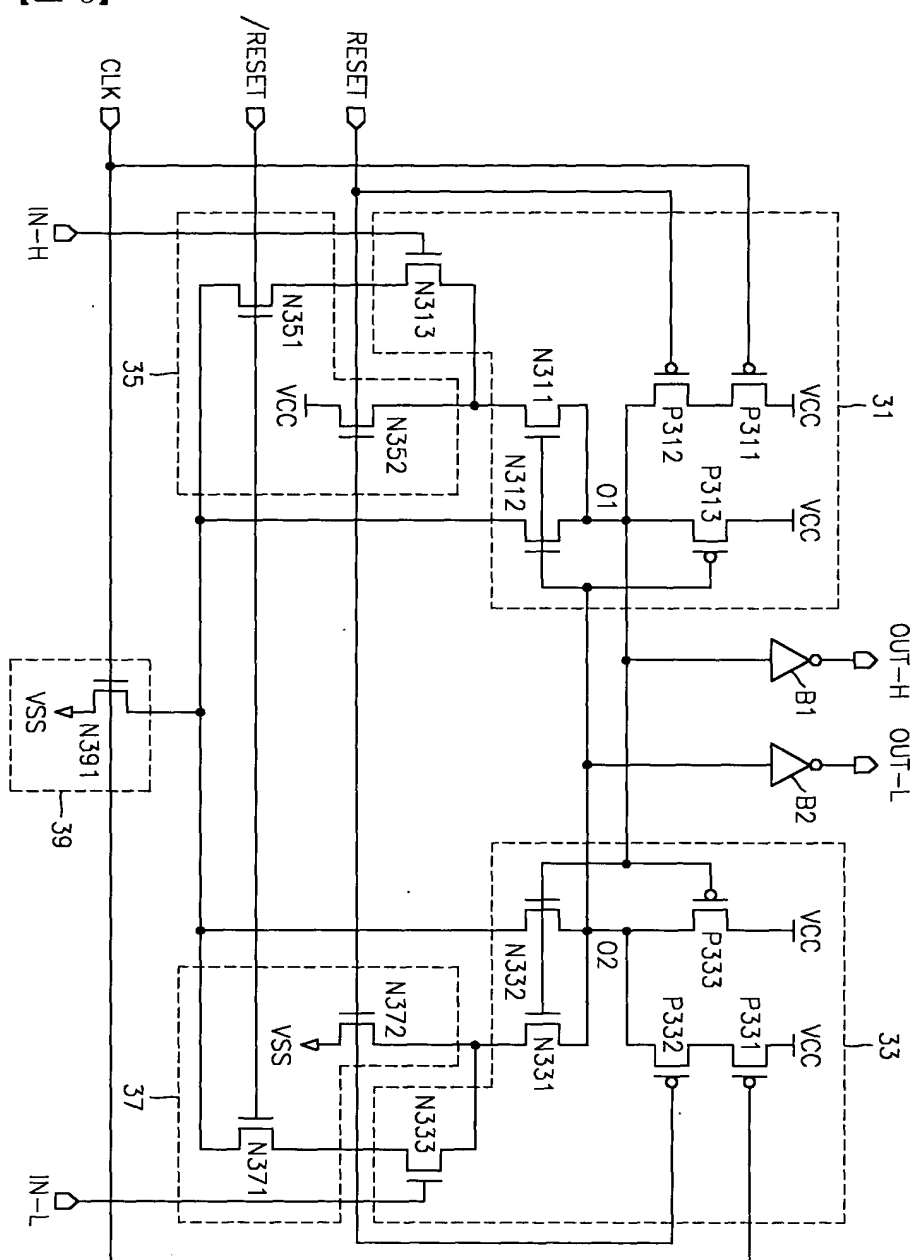 OUT-H
OUT-L
31
33
B1
B2
VCC
VCC
VCC
VCC
P311
P313
P333
P331
P312
P332
O1
O2
N311
N312
N332
N331
N313
N333
RESET
N352
N372
VCC
VSS
/RESET
N351
N371
35
37
CLK
N391
39
VSS
IN-H
IN-L